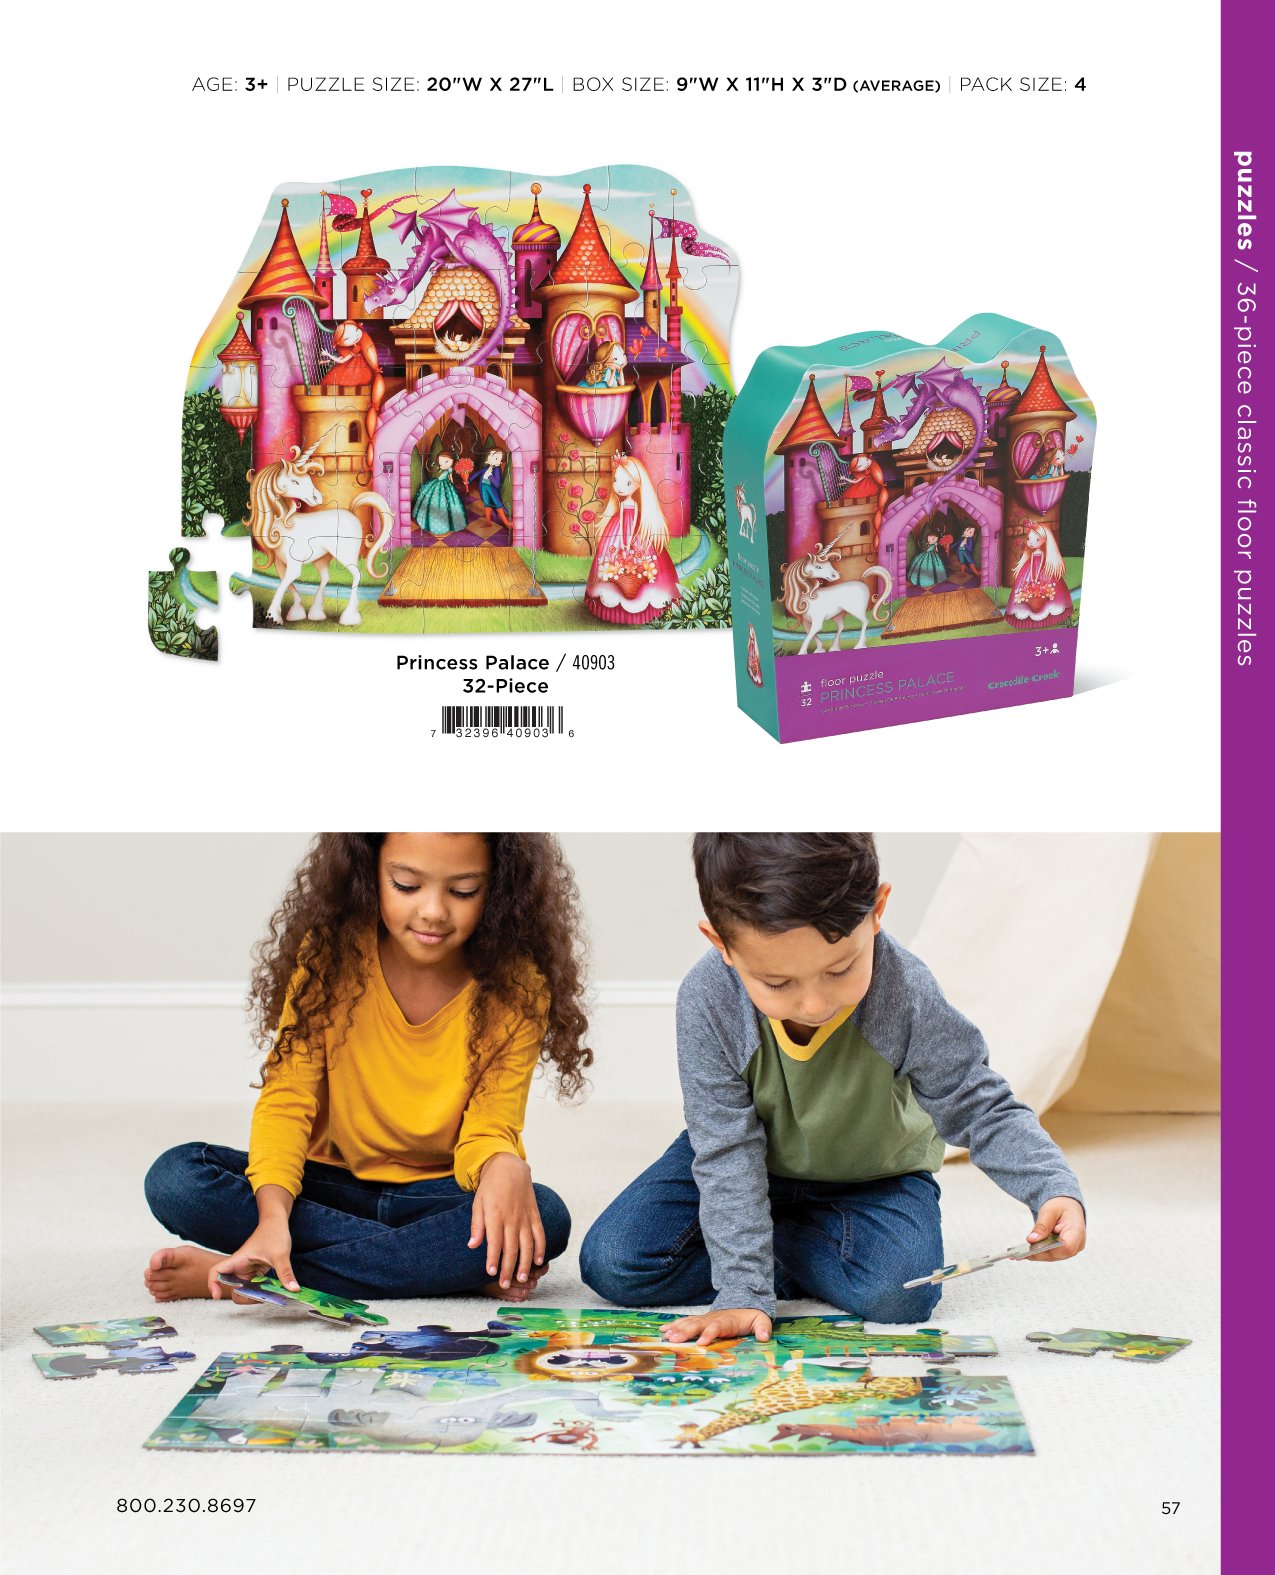 AGE: 3+ | PUZZLE SIZE: 20"W X 27"L | BOX SIZE: 9"W X 11"H X 3"D (AVERAGE) | PACK SIZE: 4
puzzles / 36-piece classic floor puzzles
Princess Palace / 40903
32-Piece
7 32396 40903 6
3+
floor puzzle
32 PRINCESS PALACE
Crocodile Creek
800.230.8697
57